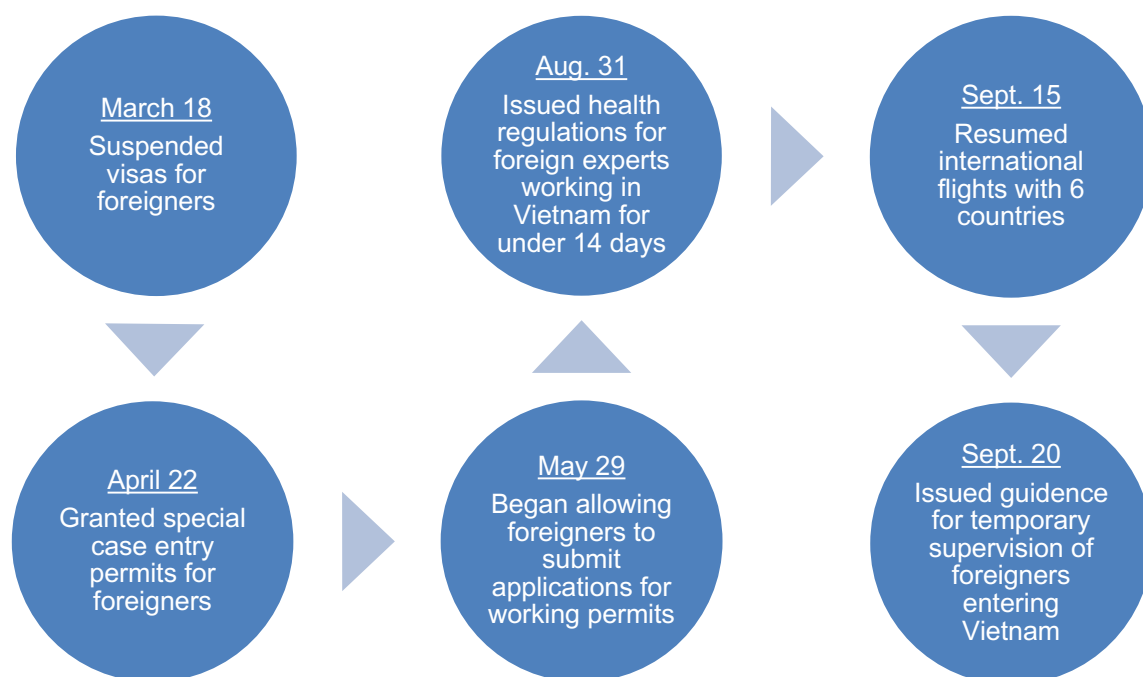 March 18
Suspended
visas for
foreigners
April 22
Granted special
case entry
permits for
foreigners
May 29
Began allowing
foreigners to
submit
applications for
working permits
Aug. 31
Issued health
regulations for
foreign experts
working in
Vietnam for
under 14 days
Sept. 15
Resumed
international
flights with 6
countries
Sept. 20
Issued guidence
for temporary
supervision of
foreigners
entering
Vietnam